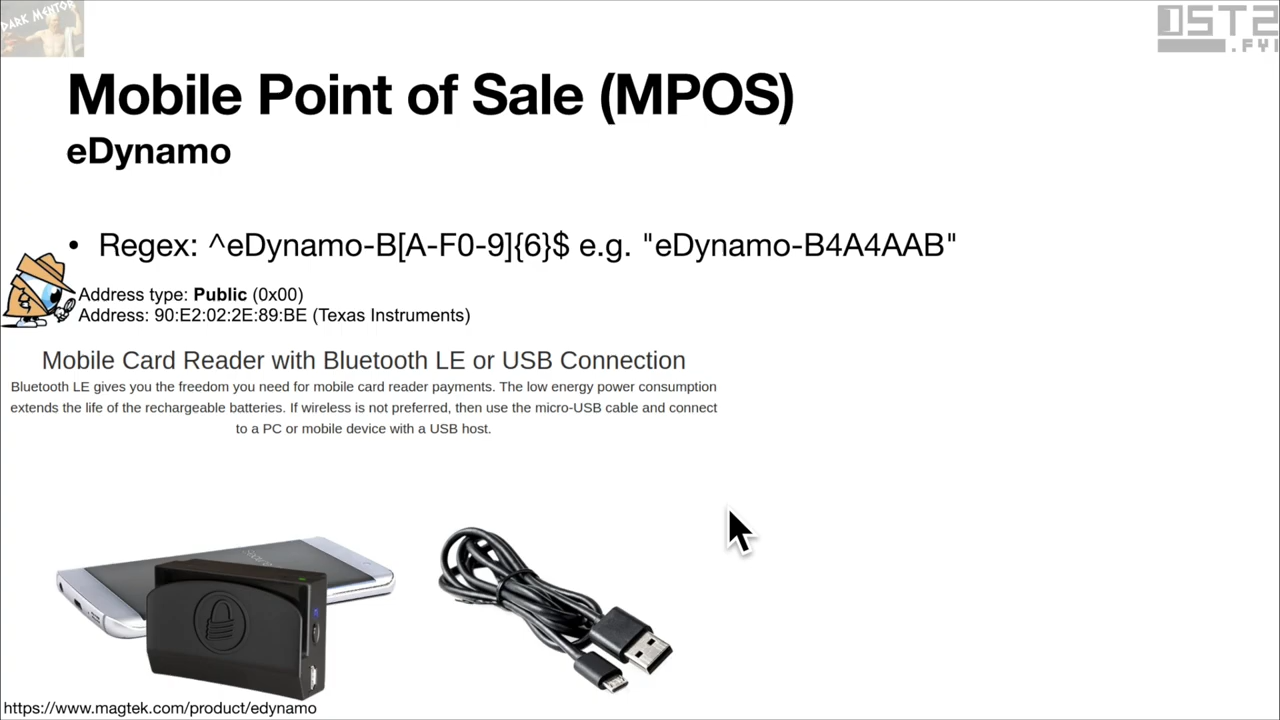 DARK MENTOR
OST2
.FYI
Mobile Point of Sale (MPOS)
eDynamo
• Regex: ^eDynamo-B[A-F0-9]{6}$ e.g. "eDynamo-B4A4AAB"
Address type: Public (0x00)
Address: 90:E2:02:2E:89:BE (Texas Instruments)
Mobile Card Reader with Bluetooth LE or USB Connection
Bluetooth LE gives you the freedom you need for mobile card reader payments. The low energy power consumption
extends the life of the rechargeable batteries. If wireless is not preferred, then use the micro-USB cable and connect
to a PC or mobile device with a USB host.
https://www.magtek.com/product/edynamo